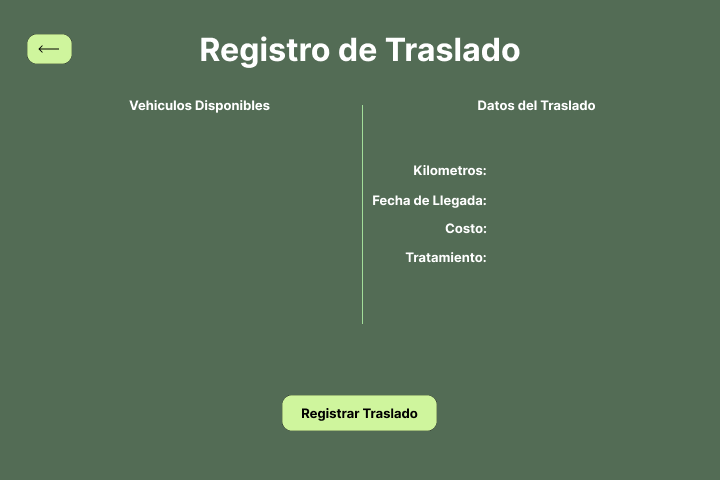 Registro de Traslado
Vehiculos Disponibles
Datos del Traslado
Kilometros:
Fecha de Llegada:
Costo:
Tratamiento:
Registrar Traslado